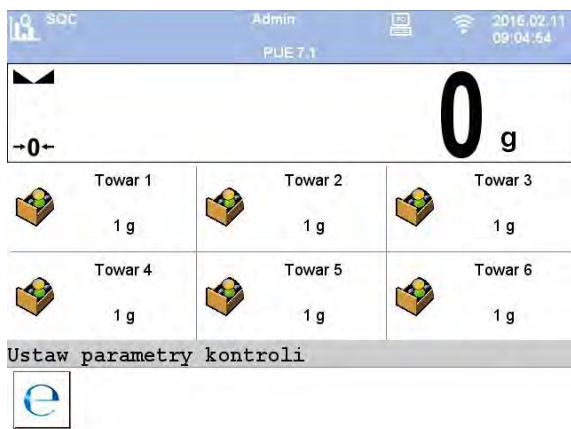 SQC Admin 2016.02.11
PUE 7.1 09:04:54
0 g
→0←
Towar 1 Towar 2 Towar 3
1 g 1 g 1 g
Towar 4 Towar 5 Towar 6
1 g 1 g 1 g
Ustaw parametry kontroli
e